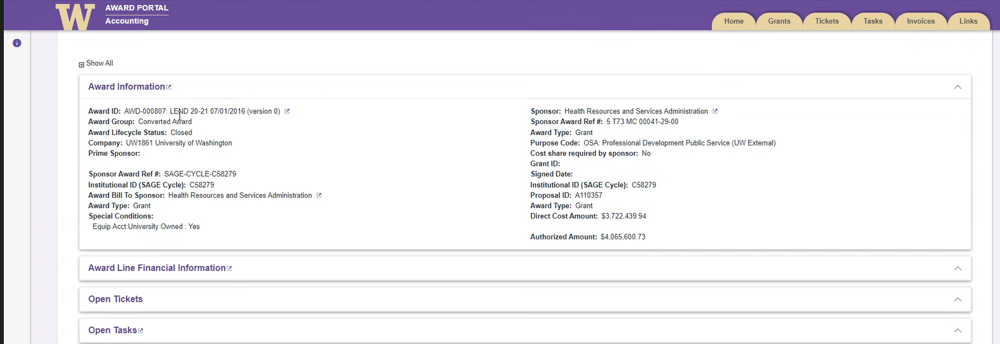 W
AWARD PORTAL
Accounting
Home Grants Tickets Tasks Invoices Links
Show All
Award Information
Award ID: AWD-000807: LEND 20-21 07/01/2016 (version 0)
Award Group: Converted Award
Award Lifecycle Status: Closed
Company: UW1861 University of Washington
Prime Sponsor:
Sponsor Award Ref #: SAGE-CYCLE-C58279
Institutional ID (SAGE Cycle): C58279
Award Bill To Sponsor: Health Resources and Services Administration
Award Type: Grant
Special Conditions:
Equip.Acct:University Owned : Yes
Sponsor: Health Resources and Services Administration
Sponsor Award Ref #: 5 T73 MC 00041-29-00
Award Type: Grant
Purpose Code: OSA: Professional Development Public Service (UW External)
Cost share required by sponsor: No
Grant ID:
Signed Date:
Institutional ID (SAGE Cycle): C58279
Proposal ID: A110357
Award Type: Grant
Direct Cost Amount: $3,722,439.94
Authorized Amount: $4,065,600.73
Award Line Financial Information
Open Tickets
Open Tasks